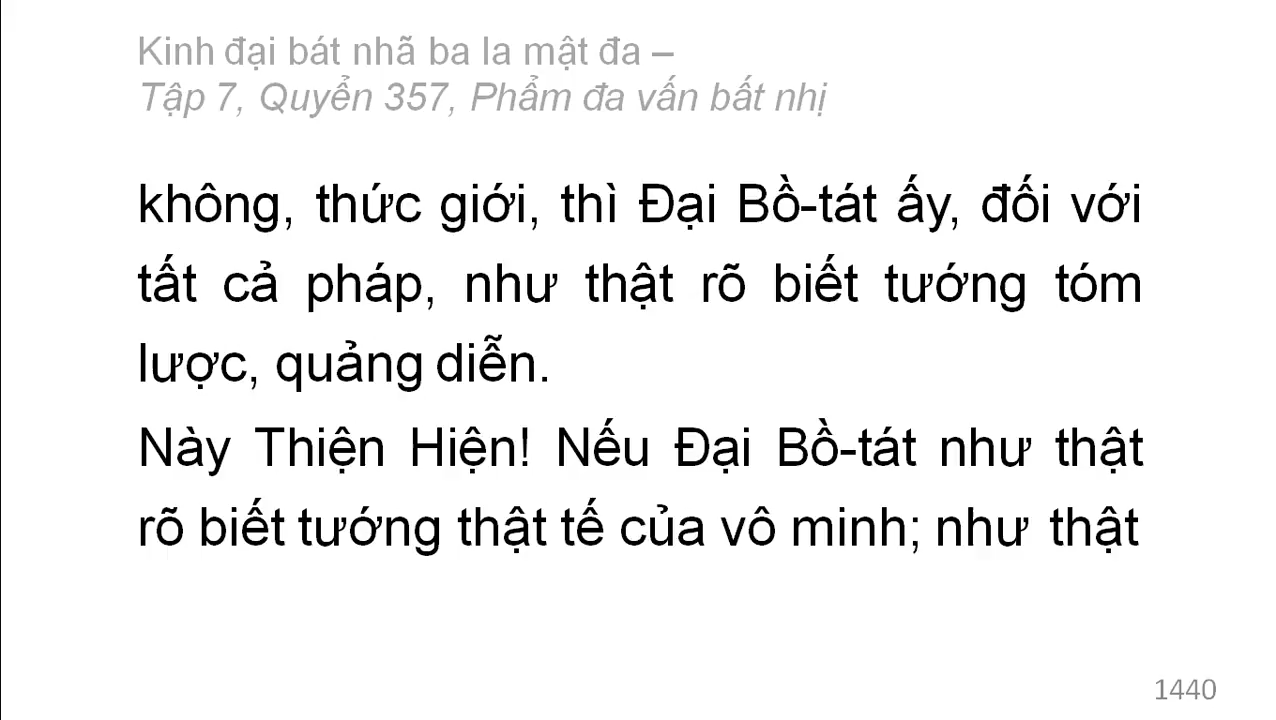 Kinh đại bát nhã ba la mật đa –
Tập 7, Quyển 357, Phẩm đa vấn bất nhị
không, thức giới, thì Đại Bồ-tát ấy, đối với
tất cả pháp, như thật rõ biết tướng tóm
lược, quảng diễn.
Này Thiện Hiện! Nếu Đại Bồ-tát như thật
rõ biết tướng thật tế của vô minh; như thật
1440